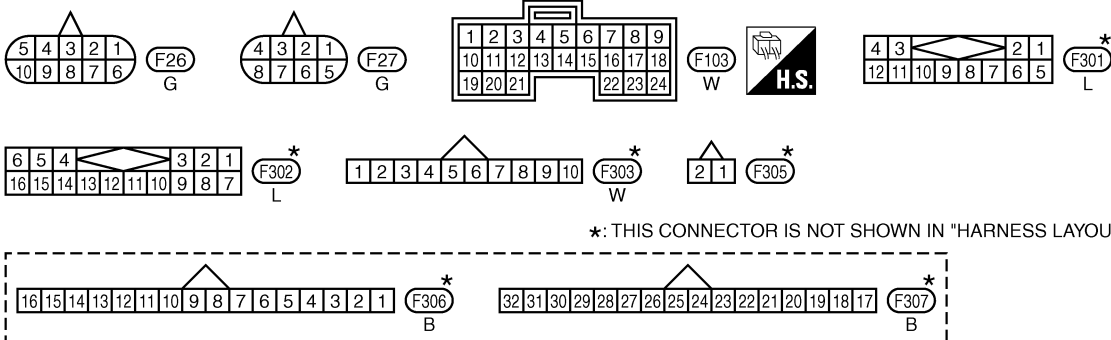 5 4 3 2 1
10 9 8 7 6
F26
G
4 3 2 1
8 7 6 5
F27
G
1 2 3 4 5 6 7 8 9
10 11 12 13 14 15 16 17 18
19 20 21 22 23 24
F103
W
H.S.
4 3 2 1
12 11 10 9 8 7 6 5
*
F301
L
6 5 4 3 2 1
16 15 14 13 12 11 10 9 8 7
*
F302
L
1 2 3 4 5 6 7 8 9 10
*
F303
W
2 1
*
F305
*: THIS CONNECTOR IS NOT SHOWN IN "HARNESS LAYOU
16 15 14 13 12 11 10 9 8 7 6 5 4 3 2 1
*
F306
B
32 31 30 29 28 27 26 25 24 23 22 21 20 19 18 17
*
F307
B